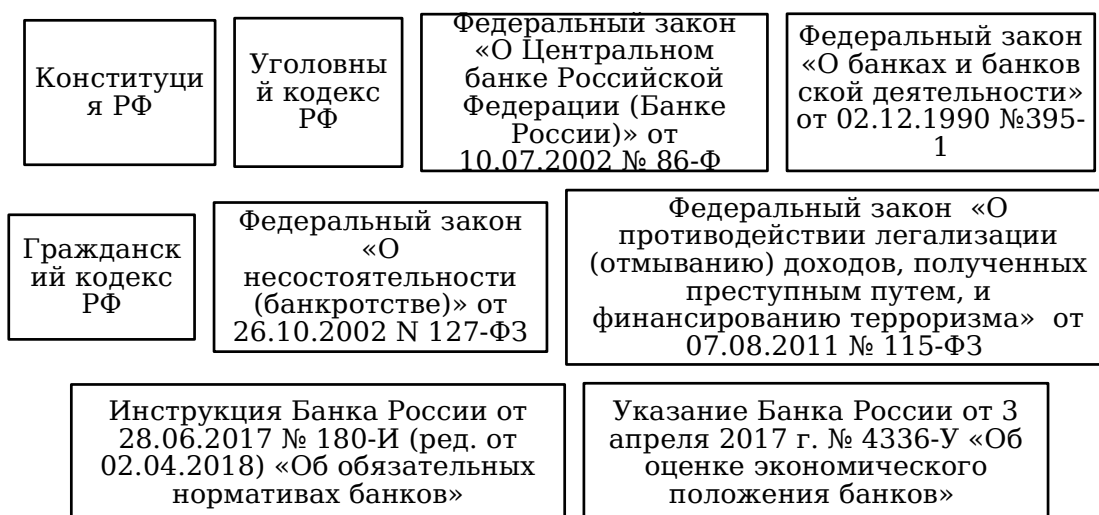 Конституци
я РФ
Уголовны
й кодекс
РФ
Федеральный закон
«О Центральном
банке Российской
Федерации (Банке
России)» от
10.07.2002 № 86-Ф
Федеральный закон
«О банках и банков
ской деятельности»
от 02.12.1990 №395-
1
Гражданск
ий кодекс
РФ
Федеральный закон
«О
несостоятельности
(банкротстве)» от
26.10.2002 N 127-ФЗ
Федеральный закон «О
противодействии легализации
(отмыванию) доходов, полученных
преступным путем, и
финансированию терроризма» от
07.08.2011 № 115-ФЗ
Инструкция Банка России от
28.06.2017 № 180-И (ред. от
02.04.2018) «Об обязательных
нормативах банков»
Указание Банка России от 3
апреля 2017 г. № 4336-У «Об
оценке экономического
положения банков»